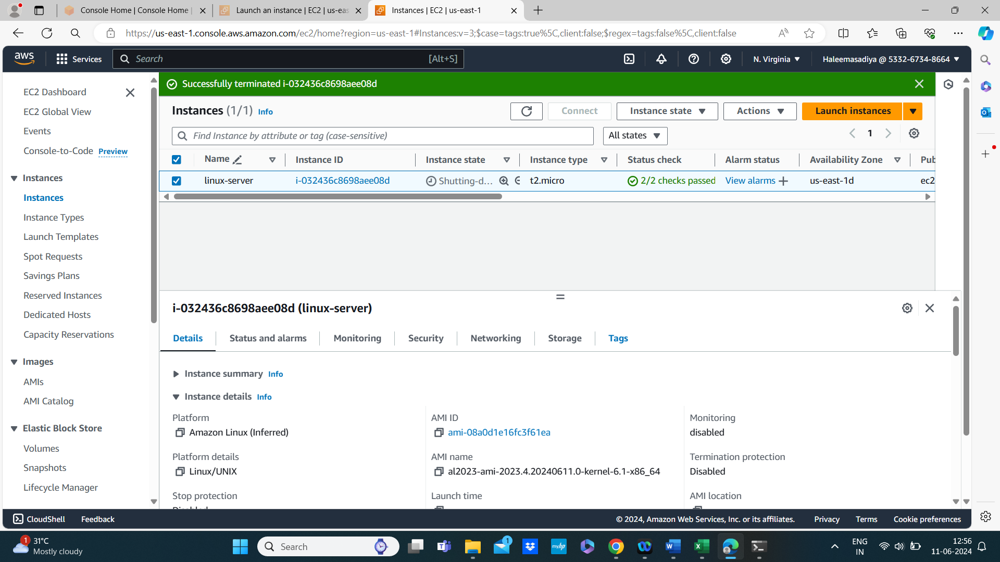 Console Home | Console Home |
Launch an instance | EC2 | us-eas
Instances | EC2 | us-east-1
https://us-east-1.console.aws.amazon.com/ec2/home?region=us-east-1#Instances:v=3;$case=tags:true%5C,client:false;$regex=tags:false%5C,client:false
aws
Services
Search
[Alt+S]
N. Virginia
Haleemasadiya @ 5332-6734-8664
EC2 Dashboard
EC2 Global View
Events
Console-to-Code Preview
Instances
Instances
Instance Types
Launch Templates
Spot Requests
Savings Plans
Reserved Instances
Dedicated Hosts
Capacity Reservations
Images
AMIs
AMI Catalog
Elastic Block Store
Volumes
Snapshots
Lifecycle Manager
Successfully terminated i-032436c8698aee08d
Instances (1/1) Info
Connect
Instance state
Actions
Launch instances
Find Instance by attribute or tag (case-sensitive)
All states
1
Name
Instance ID
Instance state
Instance type
Status check
Alarm status
Availability Zone
Pub
linux-server
i-032436c8698aee08d
Shutting-d...
t2.micro
2/2 checks passed
View alarms
us-east-1d
ec2
i-032436c8698aee08d (linux-server)
Details
Status and alarms
Monitoring
Security
Networking
Storage
Tags
Instance summary Info
Instance details Info
Platform
Amazon Linux (Inferred)
AMI ID
ami-08a0d1e16fc3f61ea
Monitoring
disabled
Platform details
Linux/UNIX
AMI name
al2023-ami-2023.4.20240611.0-kernel-6.1-x86_64
Termination protection
Disabled
Stop protection
Disabled
Launch time
AMI location
CloudShell
Feedback
© 2024, Amazon Web Services, Inc. or its affiliates.
Privacy
Terms
Cookie preferences
1
31°C
Mostly cloudy
Search
1
myhp
ENG
IN
12:56
11-06-2024